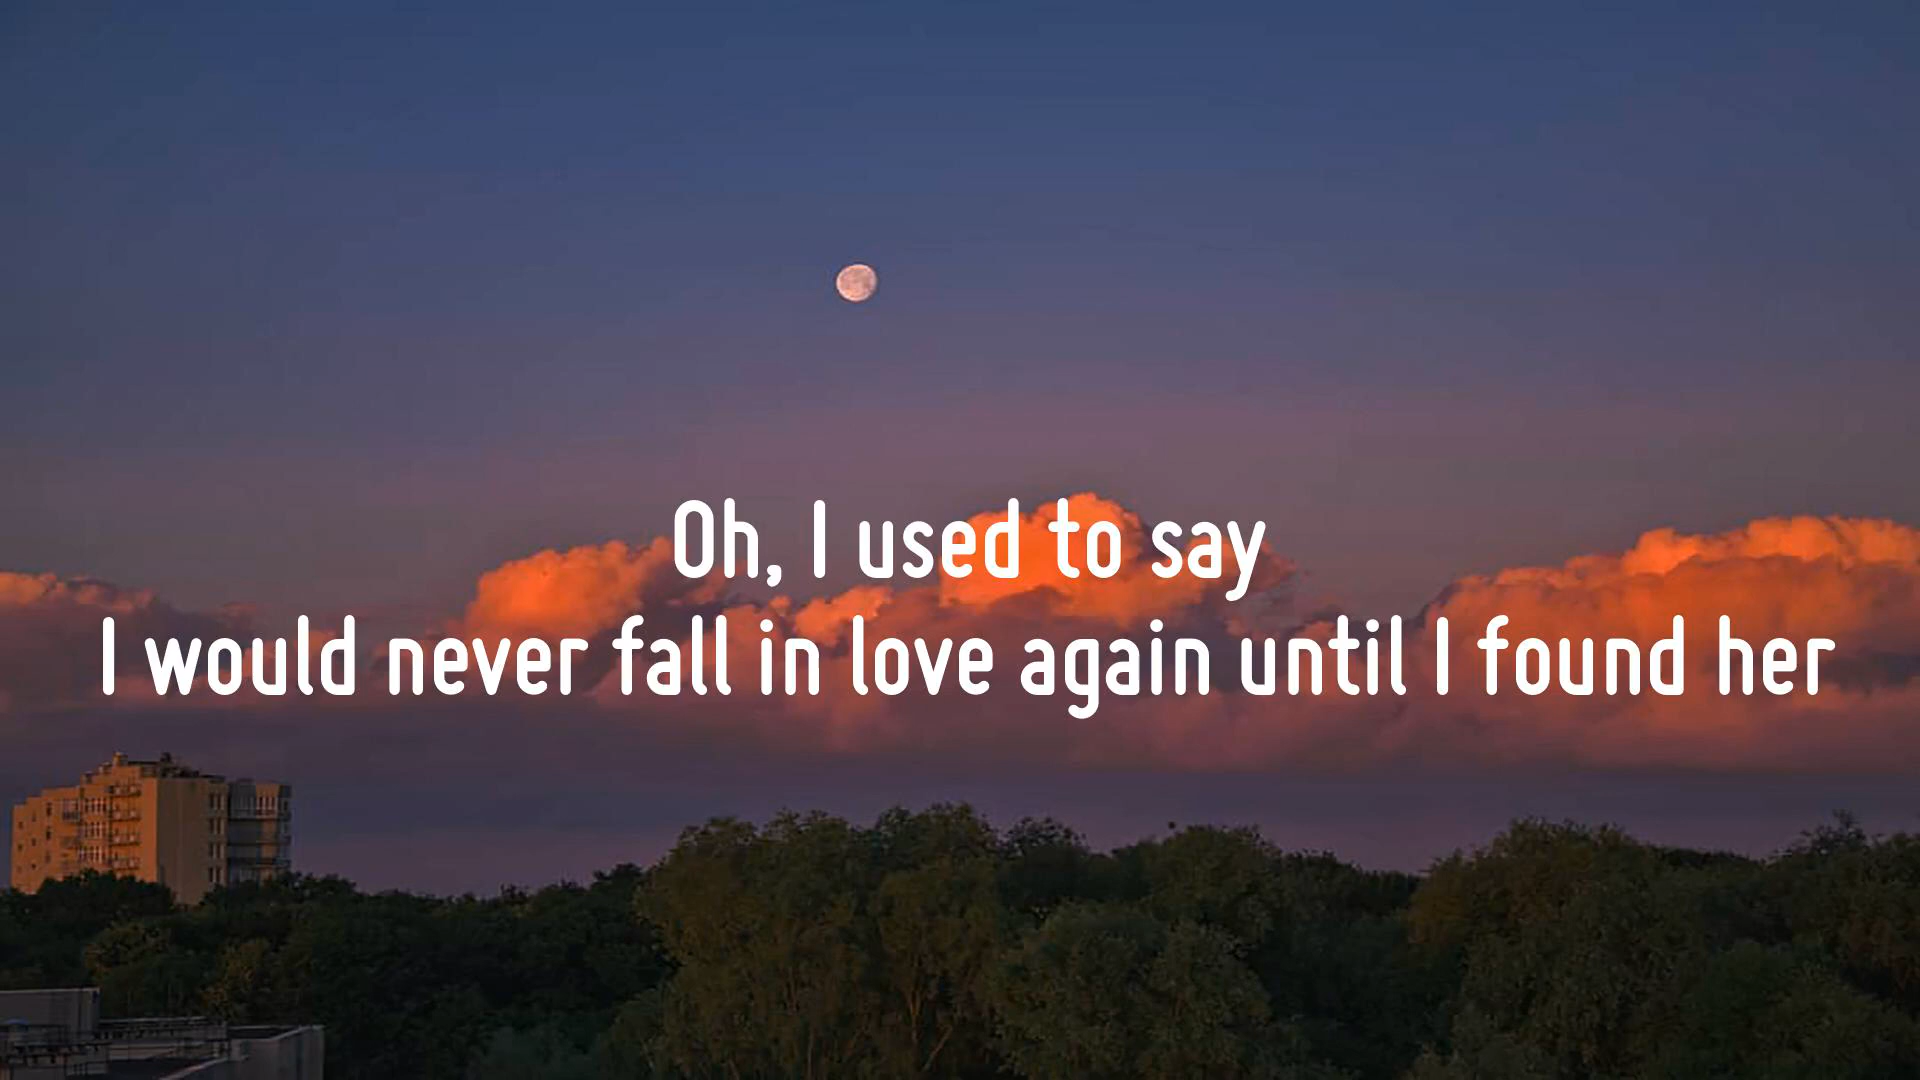 Oh, I used to say
I would never fall in love again until I found her